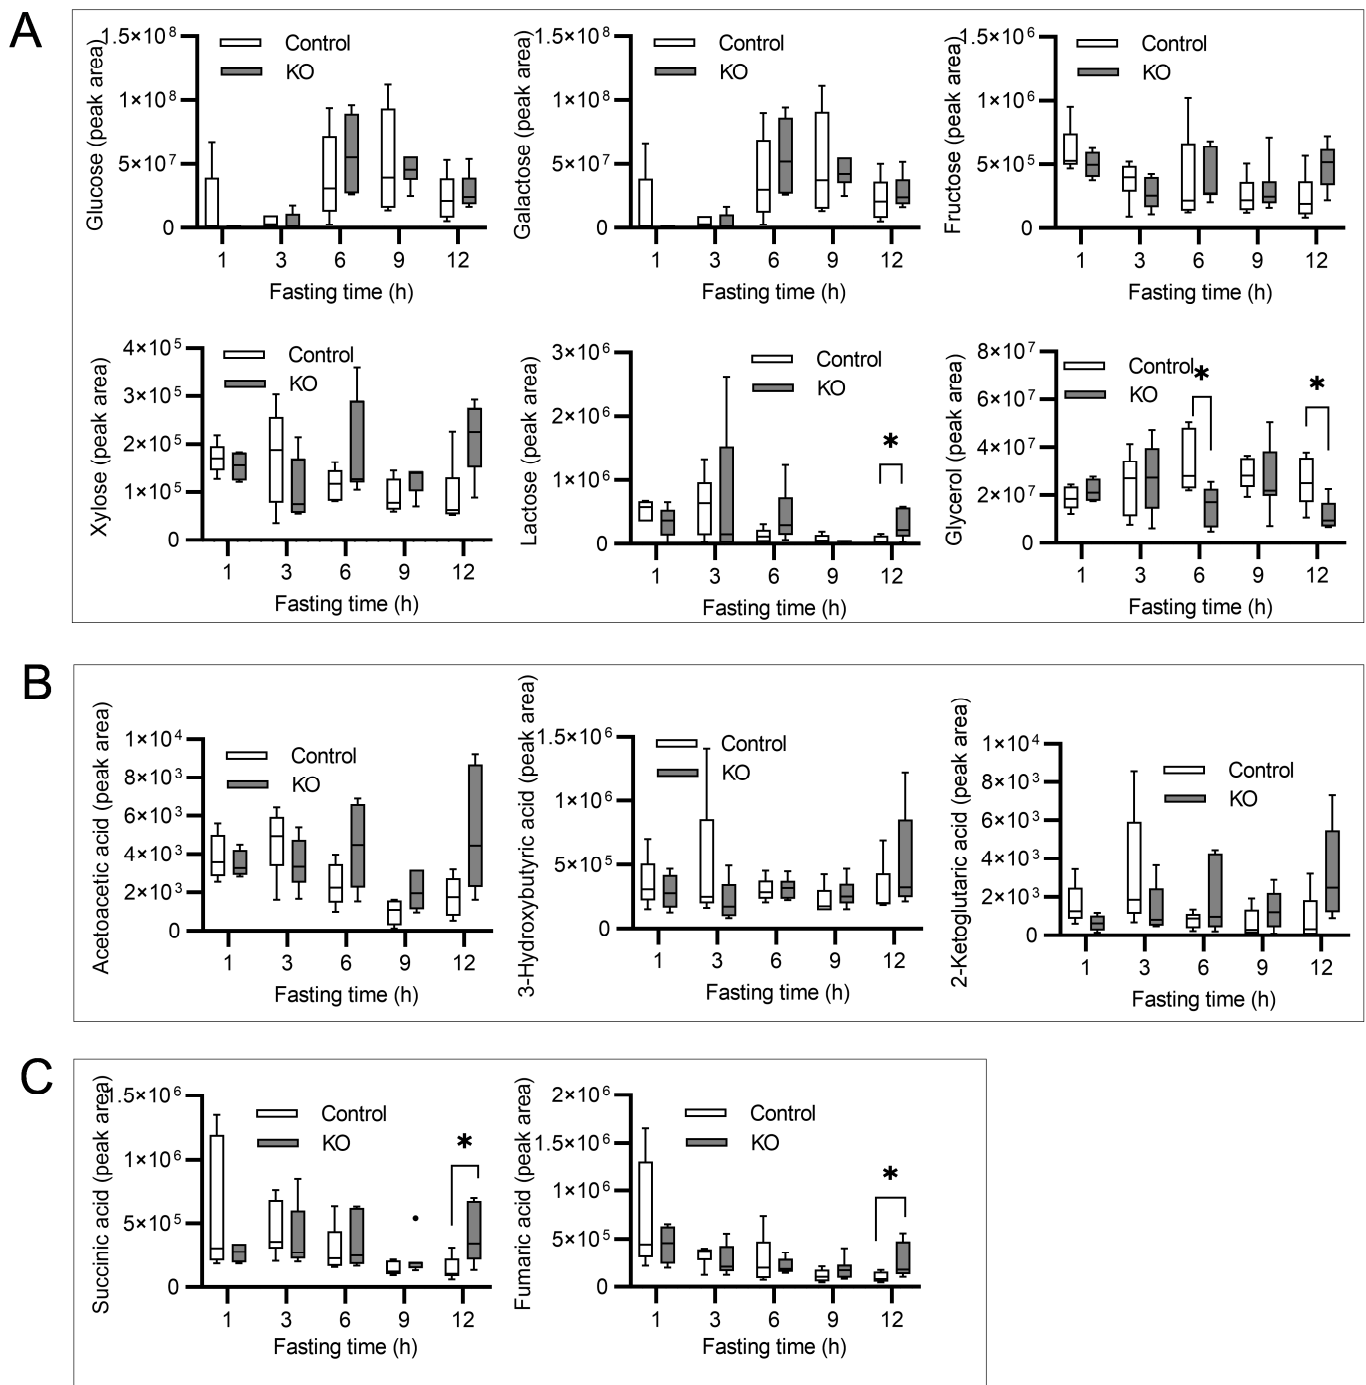 A
Glucose (peak area)
1.5×10⁸
1×10⁸
5×10⁷
0
Control
KO
1 3 6 9 12
Fasting time (h)
Galactose (peak area)
1.5×10⁸
1×10⁸
5×10⁷
0
Control
KO
1 3 6 9 12
Fasting time (h)
Fructose (peak area)
1.5×10⁶
1×10⁶
5×10⁵
0
Control
KO
1 3 6 9 12
Fasting time (h)
Xylose (peak area)
4×10⁵
3×10⁵
2×10⁵
1×10⁵
0
Control
KO
1 3 6 9 12
Fasting time (h)
Lactose (peak area)
3×10⁶
2×10⁶
1×10⁶
0
Control
KO
*
1 3 6 9 12
Fasting time (h)
Glycerol (peak area)
8×10⁷
6×10⁷
4×10⁷
2×10⁷
0
Control
KO
* *
1 3 6 9 12
Fasting time (h)
B
Acetoacetic acid (peak area)
1×10⁴
8×10³
6×10³
4×10³
2×10³
0
Control
KO
1 3 6 9 12
Fasting time (h)
3-Hydroxybutyric acid (peak area)
1.5×10⁶
1×10⁶
5×10⁵
0
Control
KO
1 3 6 9 12
Fasting time (h)
2-Ketoglutaric acid (peak area)
1×10⁴
8×10³
6×10³
4×10³
2×10³
0
Control
KO
1 3 6 9 12
Fasting time (h)
C
Succinic acid (peak area)
1.5×10⁶
1×10⁶
5×10⁵
0
Control
KO
*
1 3 6 9 12
Fasting time (h)
Fumaric acid (peak area)
2×10⁶
1.5×10⁶
1×10⁶
5×10⁵
0
Control
KO
*
1 3 6 9 12
Fasting time (h)